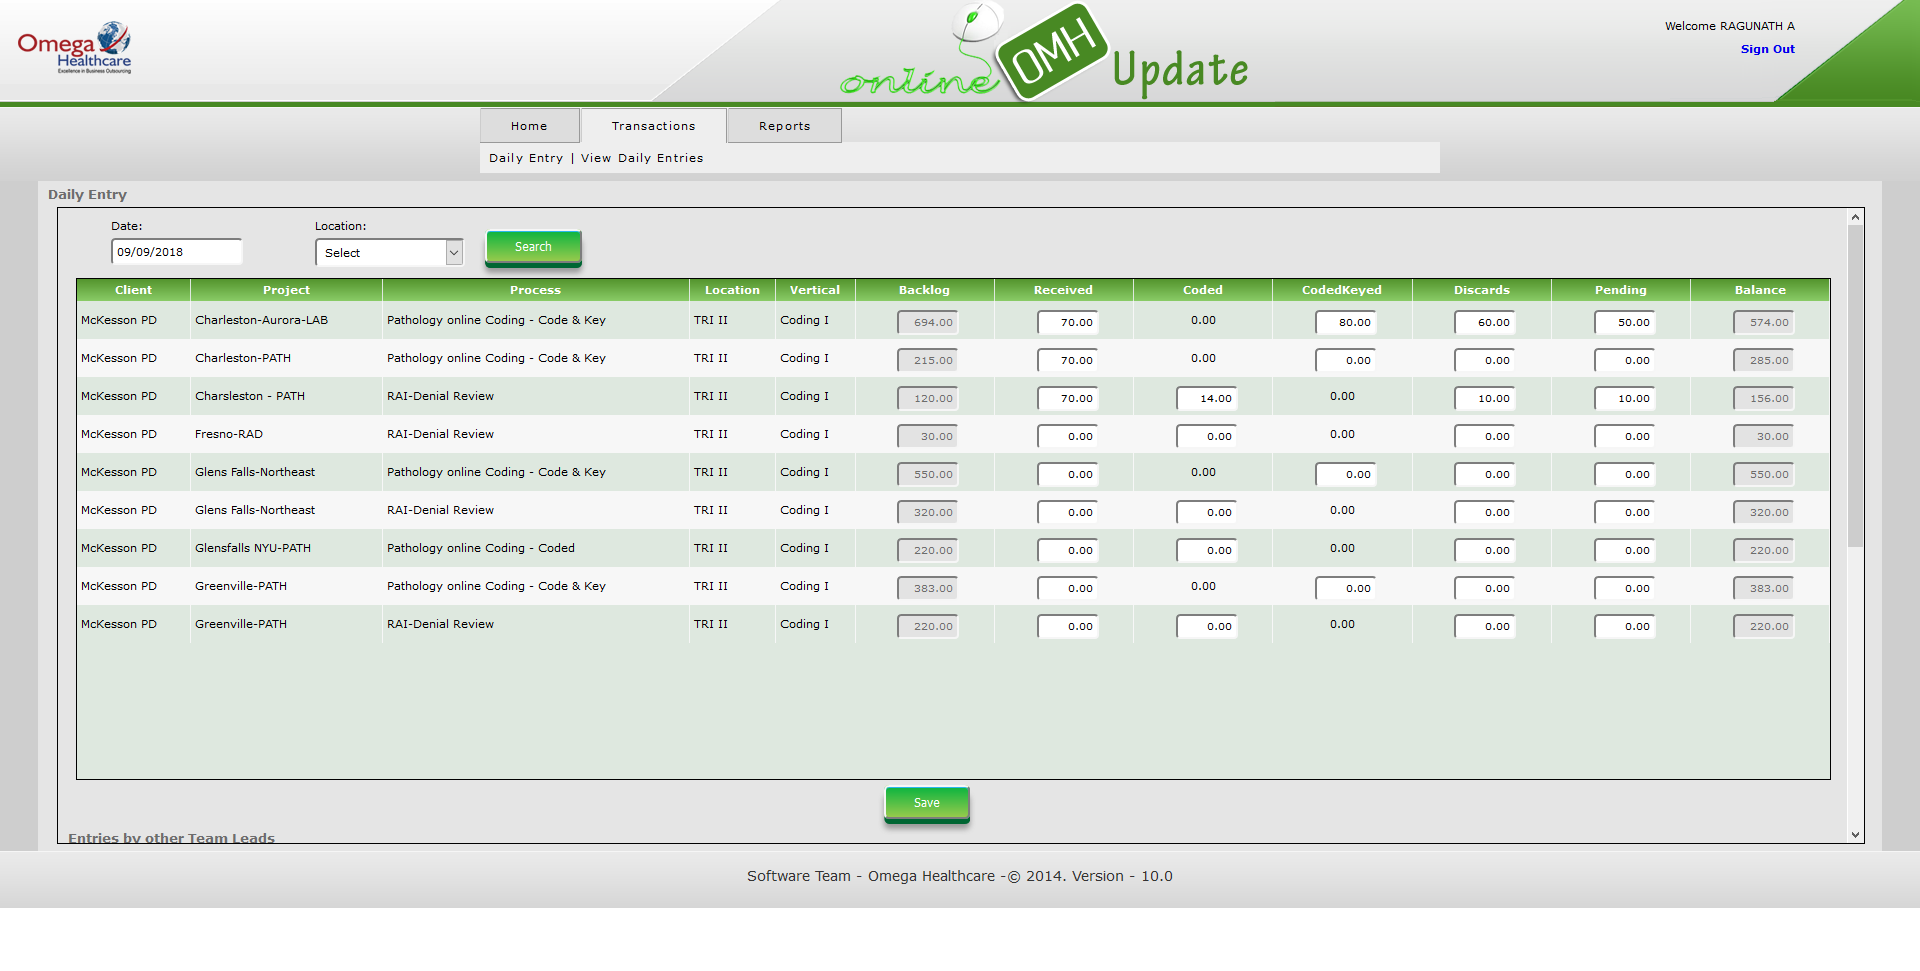 Omega
Healthcare
Excellence in Business Outsourcing
online OMH Update
Welcome RAGUNATH A
Sign Out
Home Transactions Reports
Daily Entry | View Daily Entries
Daily Entry
Date: Location:
09/09/2018 Select Search
Client Project Process Location Vertical Backlog Received Coded CodedKeyed Discards Pending Balance
McKesson PD Charleston-Aurora-LAB Pathology online Coding - Code & Key TRI II Coding I 694.00 70.00 0.00 80.00 60.00 50.00 574.00
McKesson PD Charleston-PATH Pathology online Coding - Code & Key TRI II Coding I 215.00 70.00 0.00 0.00 0.00 0.00 285.00
McKesson PD Charsleston - PATH RAI-Denial Review TRI II Coding I 120.00 70.00 14.00 0.00 10.00 10.00 156.00
McKesson PD Fresno-RAD RAI-Denial Review TRI II Coding I 30.00 0.00 0.00 0.00 0.00 0.00 30.00
McKesson PD Glens Falls-Northeast Pathology online Coding - Code & Key TRI II Coding I 550.00 0.00 0.00 0.00 0.00 0.00 550.00
McKesson PD Glens Falls-Northeast RAI-Denial Review TRI II Coding I 320.00 0.00 0.00 0.00 0.00 0.00 320.00
McKesson PD Glensfalls NYU-PATH Pathology online Coding - Coded TRI II Coding I 220.00 0.00 0.00 0.00 0.00 0.00 220.00
McKesson PD Greenville-PATH Pathology online Coding - Code & Key TRI II Coding I 383.00 0.00 0.00 0.00 0.00 0.00 383.00
McKesson PD Greenville-PATH RAI-Denial Review TRI II Coding I 220.00 0.00 0.00 0.00 0.00 0.00 220.00
Save
Entries by other Team Leads
Software Team - Omega Healthcare -© 2014. Version - 10.0